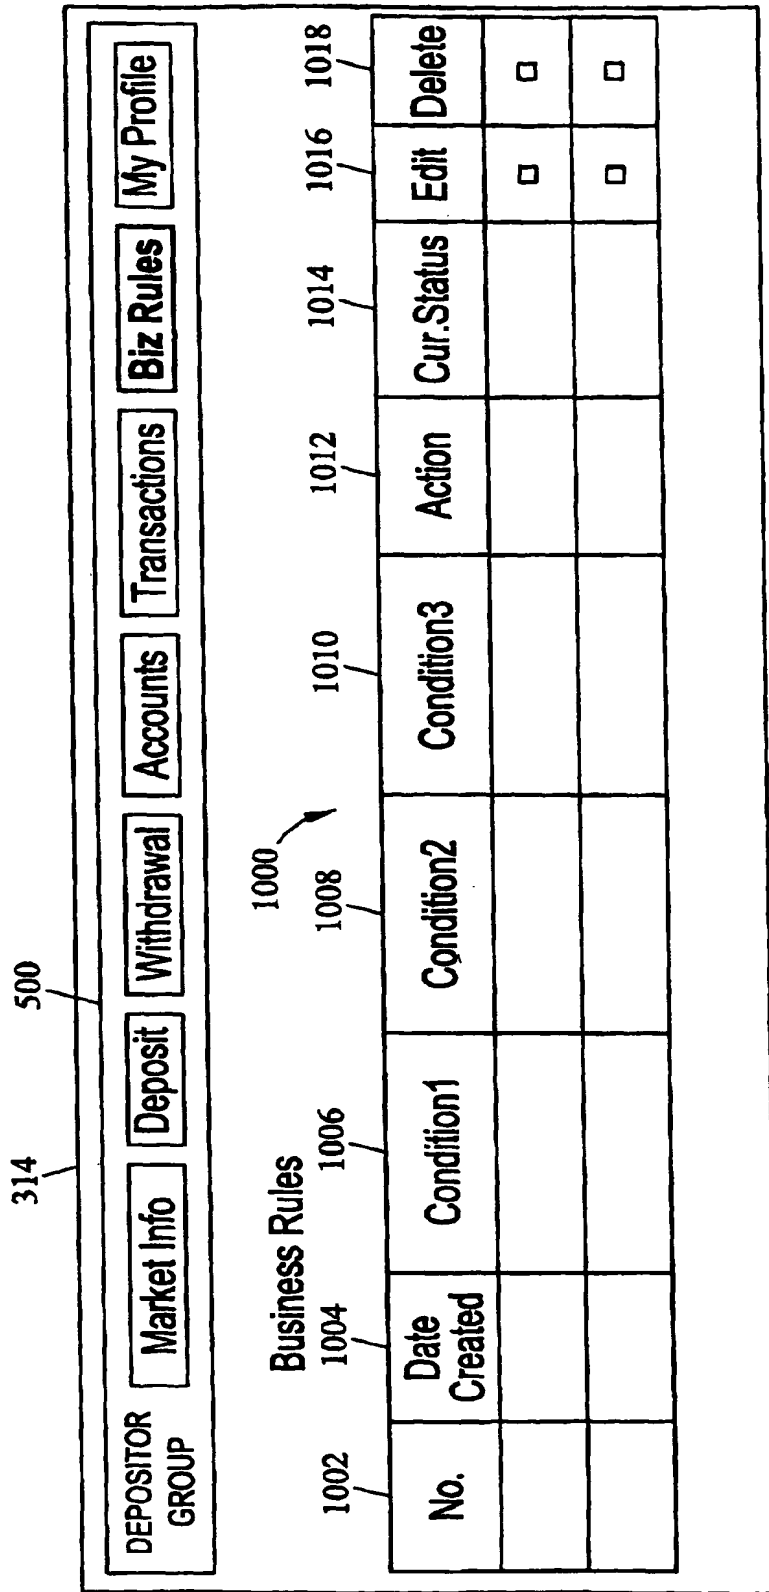 314
500
DEPOSITOR GROUP
Market Info Deposit Withdrawal Accounts Transactions Biz Rules My Profile
1000
Business Rules
1002 1004 1006 1008 1010 1012 1014 1016 1018
No. Date Created Condition1 Condition2 Condition3 Action Cur.Status Edit Delete